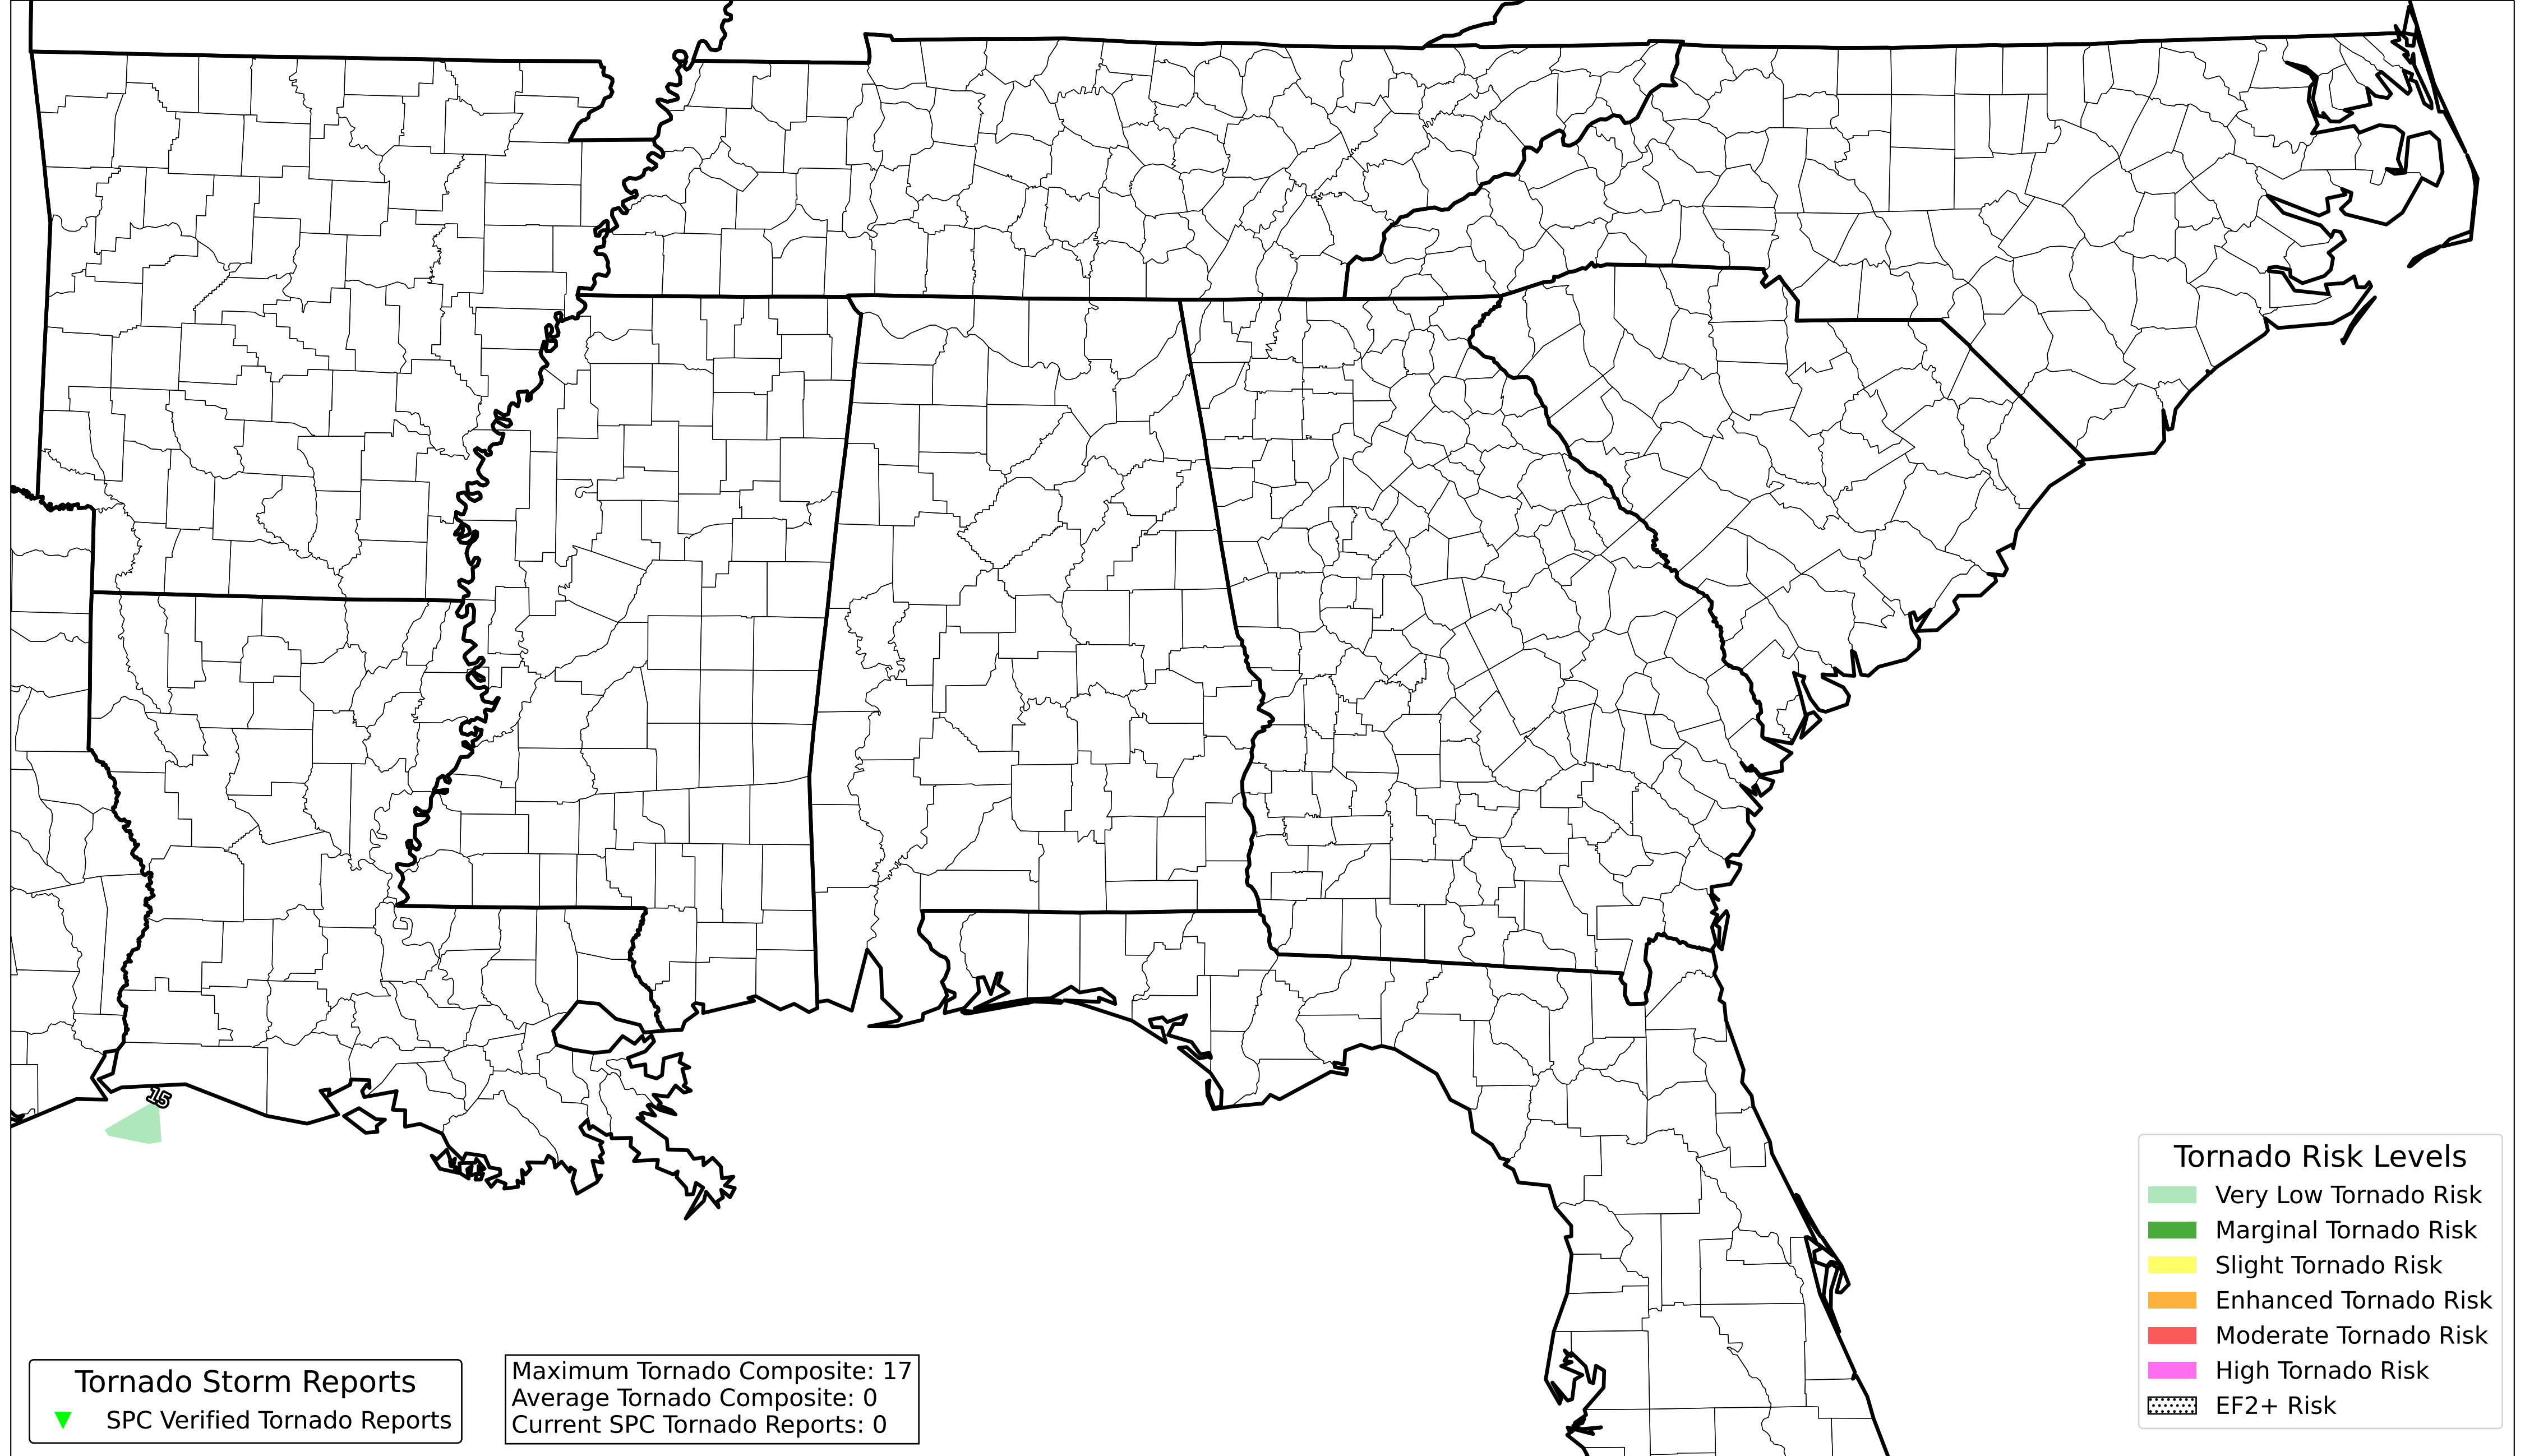 15
Tornado Risk Levels
Very Low Tornado Risk
Marginal Tornado Risk
Slight Tornado Risk
Enhanced Tornado Risk
Moderate Tornado Risk
High Tornado Risk
EF2+ Risk
Tornado Storm Reports
SPC Verified Tornado Reports
Maximum Tornado Composite: 17
Average Tornado Composite: 0
Current SPC Tornado Reports: 0